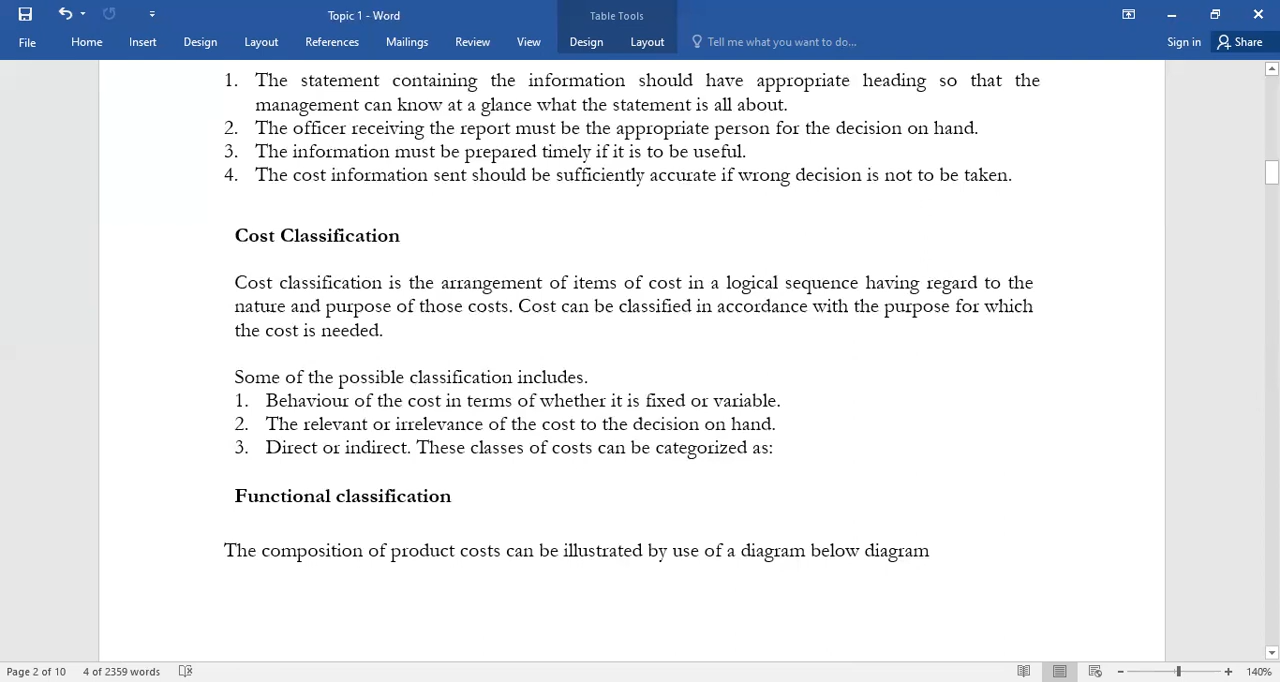 Topic 1 - Word
Table Tools
File Home Insert Design Layout References Mailings Review View Design Layout Tell me what you want to do... Sign in Share
1. The statement containing the information should have appropriate heading so that the
management can know at a glance what the statement is all about.
2. The officer receiving the report must be the appropriate person for the decision on hand.
3. The information must be prepared timely if it is to be useful.
4. The cost information sent should be sufficiently accurate if wrong decision is not to be taken.
Cost Classification
Cost classification is the arrangement of items of cost in a logical sequence having regard to the
nature and purpose of those costs. Cost can be classified in accordance with the purpose for which
the cost is needed.
Some of the possible classification includes.
1. Behaviour of the cost in terms of whether it is fixed or variable.
2. The relevant or irrelevance of the cost to the decision on hand.
3. Direct or indirect. These classes of costs can be categorized as:
Functional classification
The composition of product costs can be illustrated by use of a diagram below diagram
Page 2 of 10 4 of 2359 words 140%